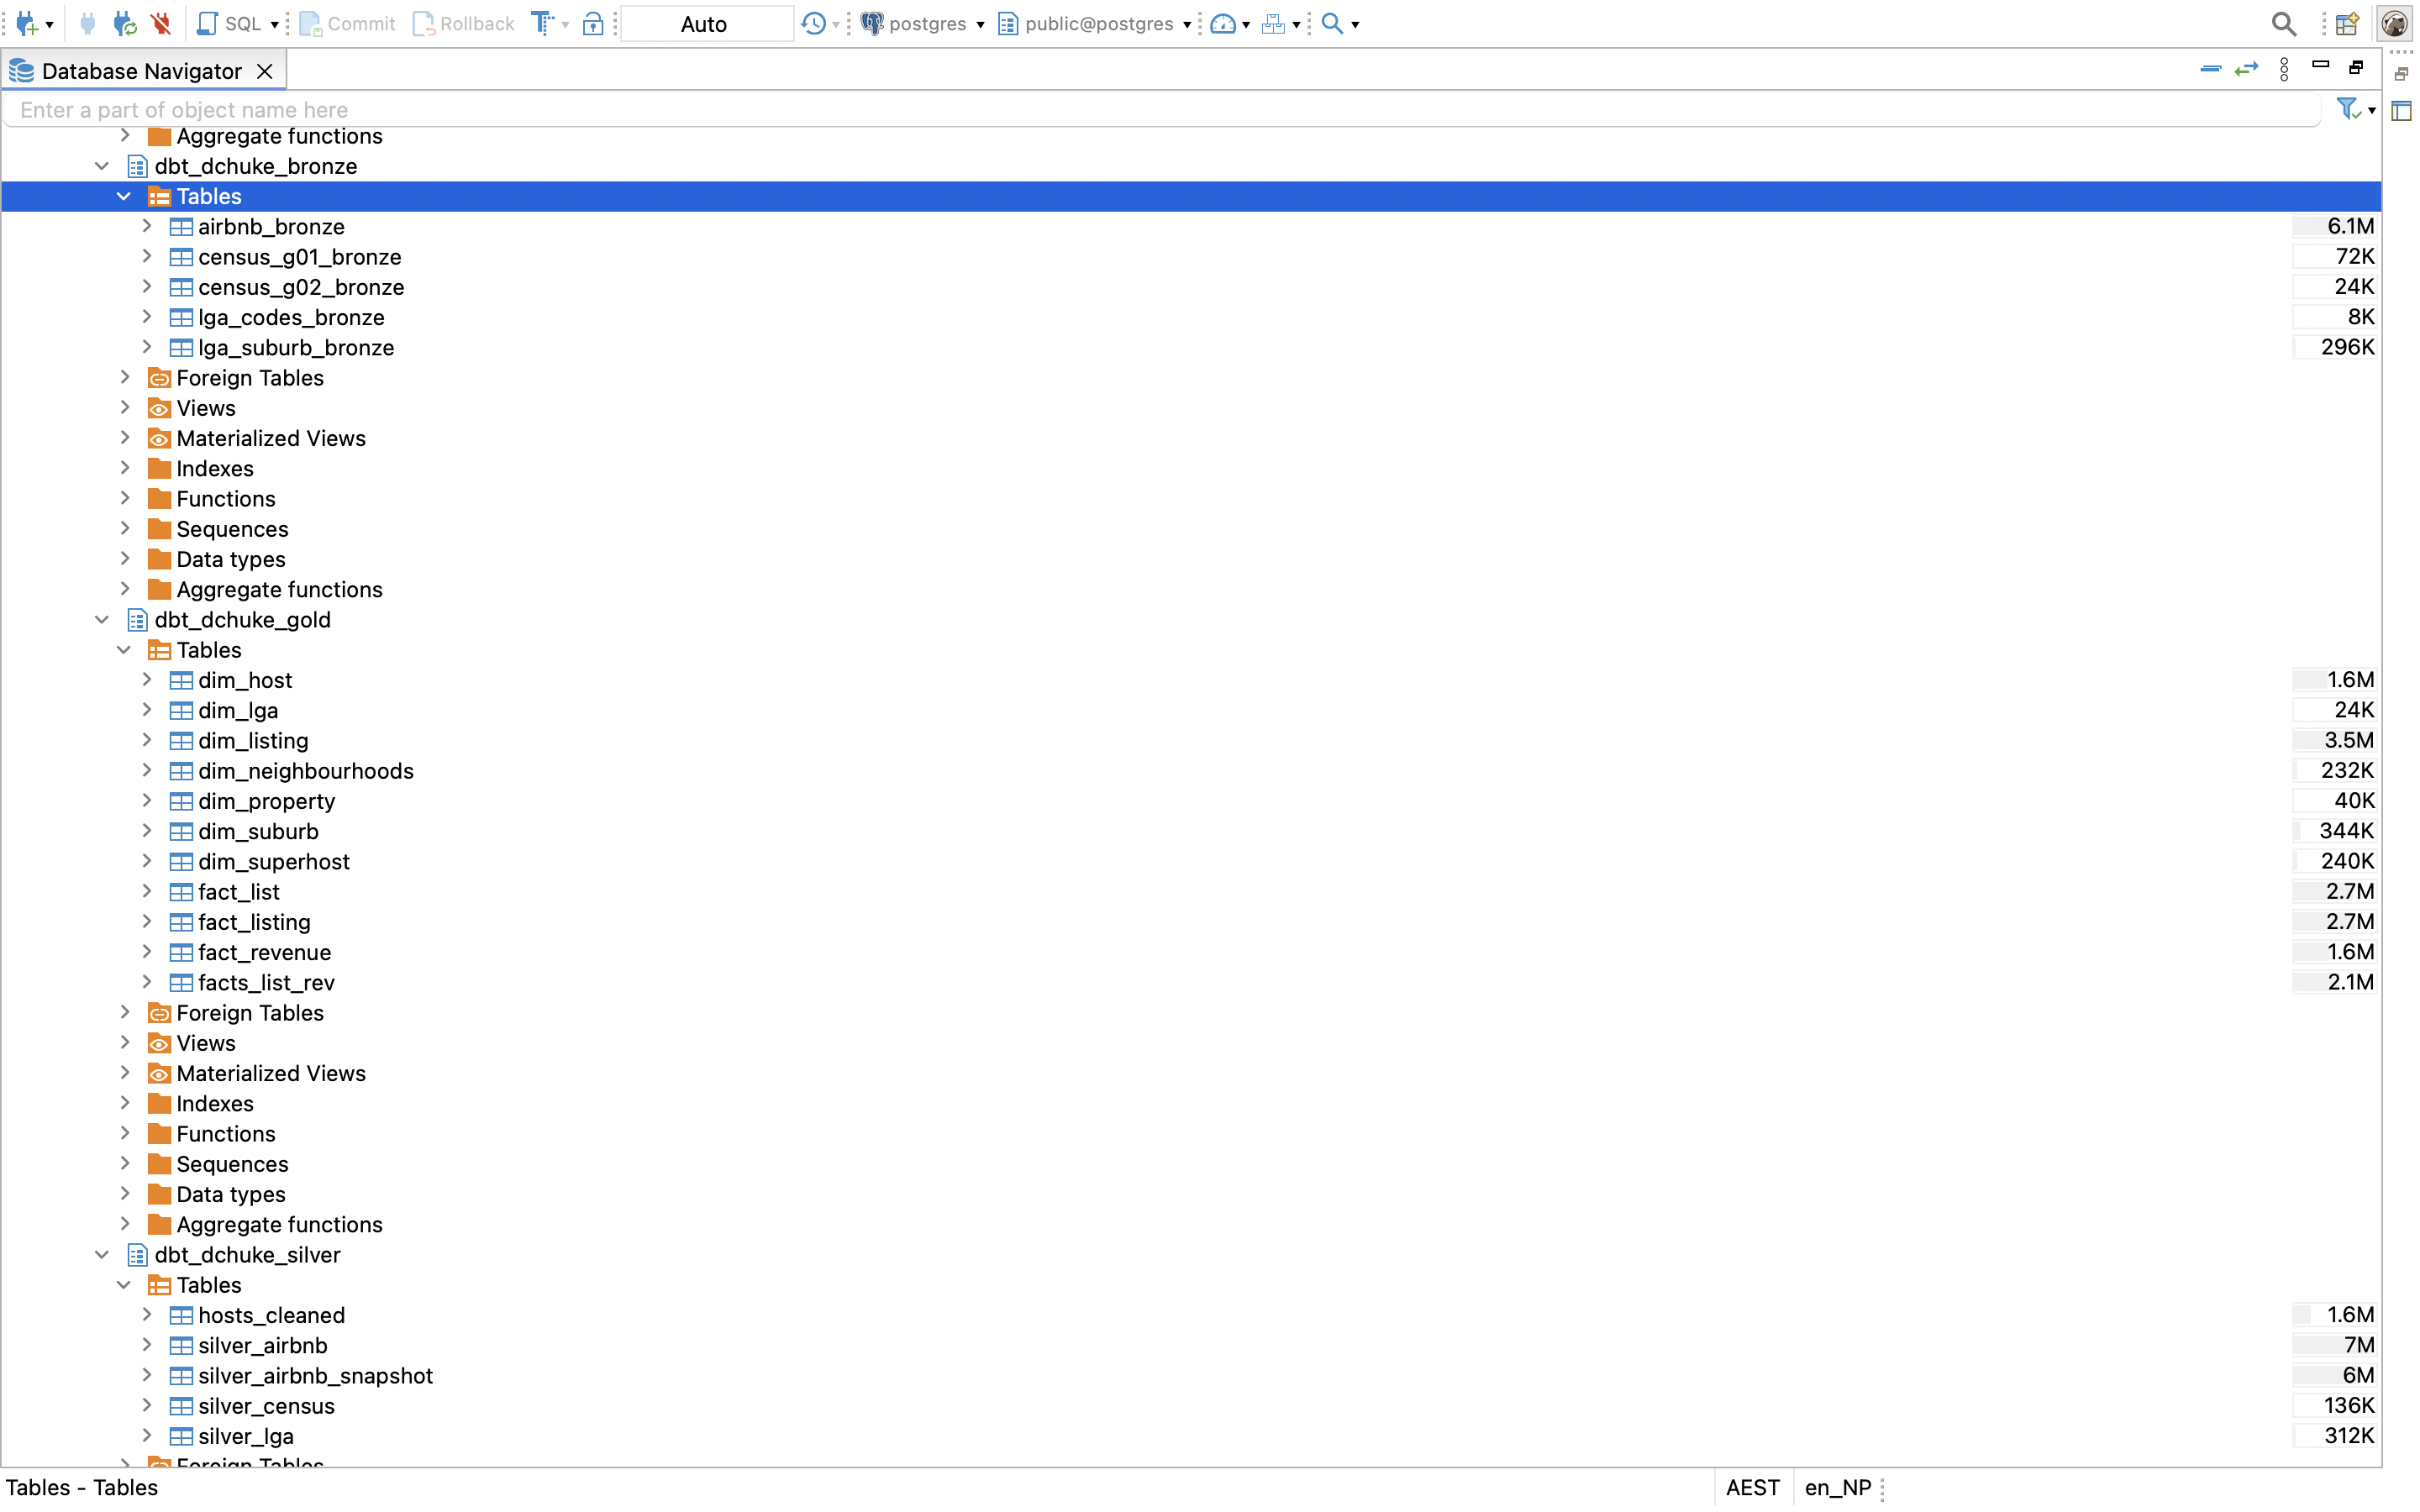 SQL Commit Rollback Auto postgres public@postgres
Database Navigator
Enter a part of object name here
Aggregate functions
dbt_dchuke_bronze
Tables
airbnb_bronze 6.1M
census_g01_bronze 72K
census_g02_bronze 24K
lga_codes_bronze 8K
lga_suburb_bronze 296K
Foreign Tables
Views
Materialized Views
Indexes
Functions
Sequences
Data types
Aggregate functions
dbt_dchuke_gold
Tables
dim_host 1.6M
dim_lga 24K
dim_listing 3.5M
dim_neighbourhoods 232K
dim_property 40K
dim_suburb 344K
dim_superhost 240K
fact_list 2.7M
fact_listing 2.7M
fact_revenue 1.6M
facts_list_rev 2.1M
Foreign Tables
Views
Materialized Views
Indexes
Functions
Sequences
Data types
Aggregate functions
dbt_dchuke_silver
Tables
hosts_cleaned 1.6M
silver_airbnb 7M
silver_airbnb_snapshot 6M
silver_census 136K
silver_lga 312K
Foreign Tables
Tables - Tables AEST en_NP